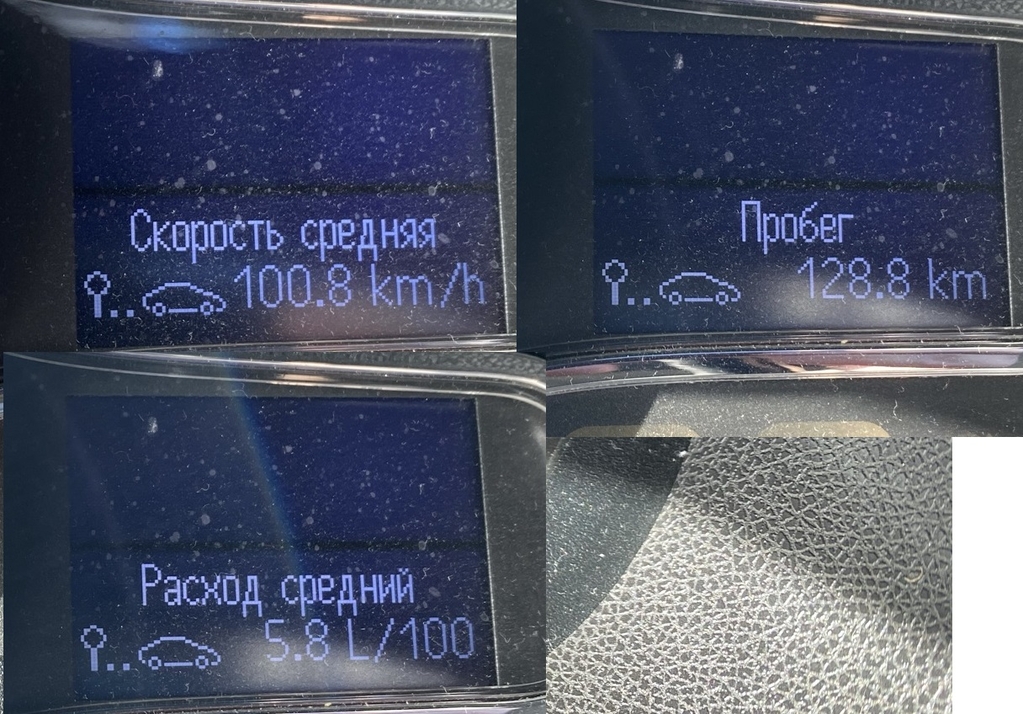 Скорость средняя
100.8 km/h
Пробег
128.8 km
Расход средний
5.8 L/100